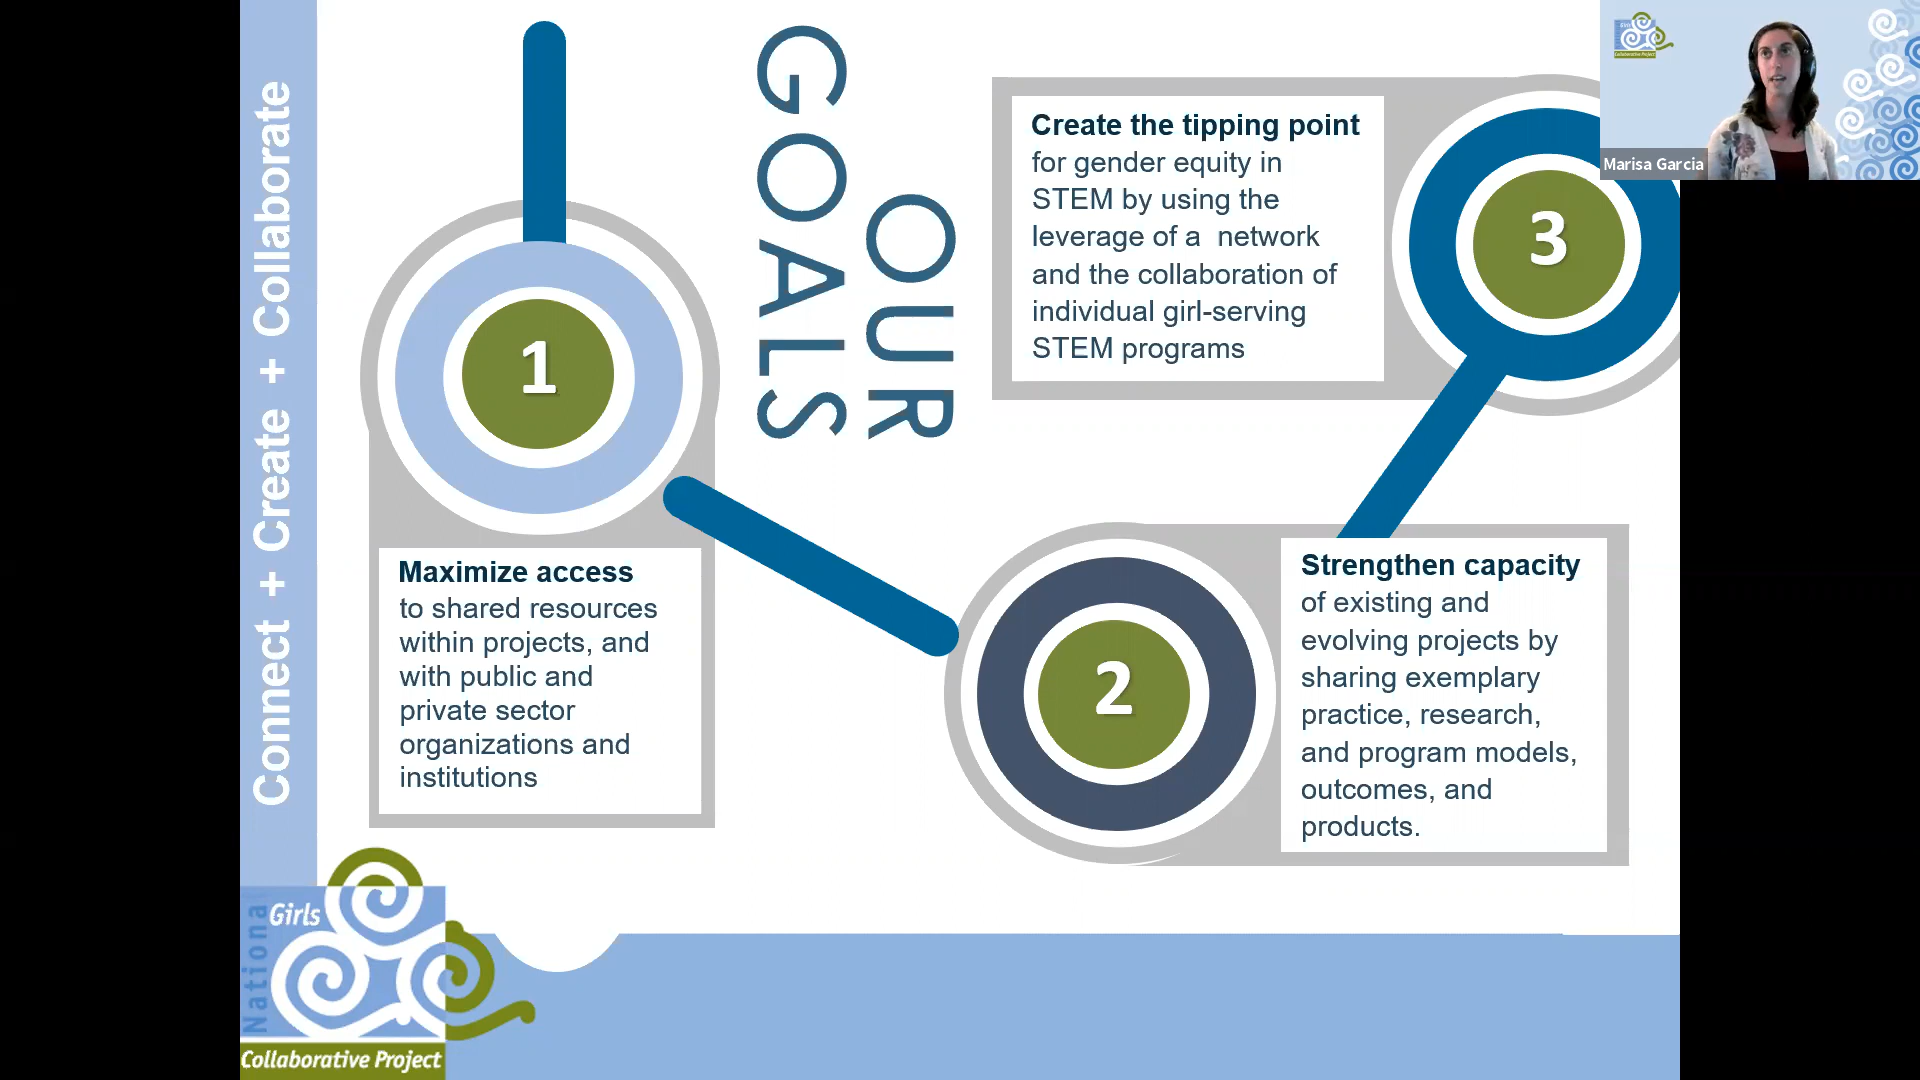 Connect + Create + Collaborate
OUR
GOALS
1
Maximize access
to shared resources
within projects, and
with public and
private sector
organizations and
institutions
2
Strengthen capacity
of existing and
evolving projects by
sharing exemplary
practice, research,
and program models,
outcomes, and
products.
3
Create the tipping point
for gender equity in
STEM by using the
leverage of a network
and the collaboration of
individual girl-serving
STEM programs
Marisa Garcia
National
Girls
Collaborative Project